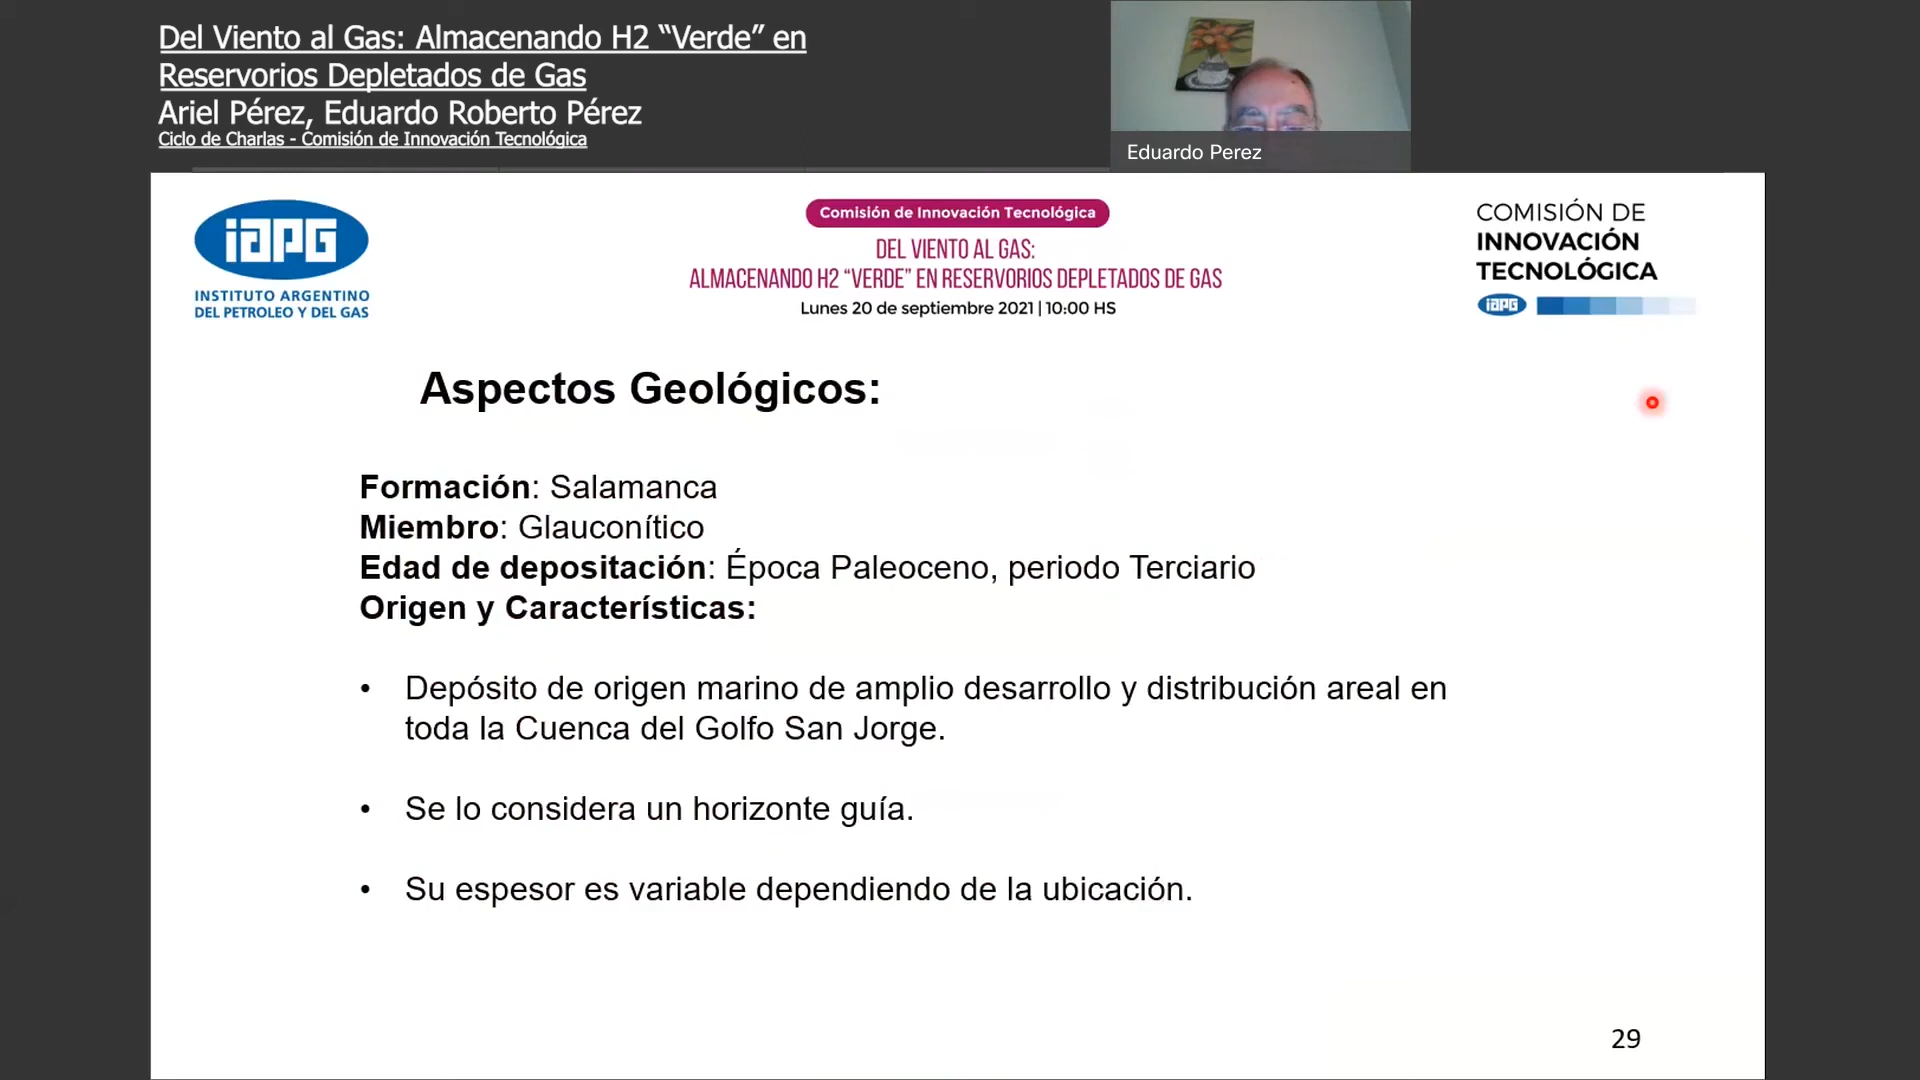 Del Viento al Gas: Almacenando H2 “Verde” en
Reservorios Depletados de Gas
Ariel Pérez, Eduardo Roberto Pérez
Ciclo de Charlas - Comisión de Innovación Tecnológica
Eduardo Perez
iapg
INSTITUTO ARGENTINO
DEL PETROLEO Y DEL GAS
Comisión de Innovación Tecnológica
DEL VIENTO AL GAS:
ALMACENANDO H2 “VERDE” EN RESERVORIOS DEPLETADOS DE GAS
Lunes 20 de septiembre 2021 | 10:00 HS
COMISIÓN DE
INNOVACIÓN
TECNOLÓGICA
iapg
Aspectos Geológicos:
Formación: Salamanca
Miembro: Glauconítico
Edad de depositación: Época Paleoceno, periodo Terciario
Origen y Características:
• Depósito de origen marino de amplio desarrollo y distribución areal en
toda la Cuenca del Golfo San Jorge.
• Se lo considera un horizonte guía.
• Su espesor es variable dependiendo de la ubicación.
29